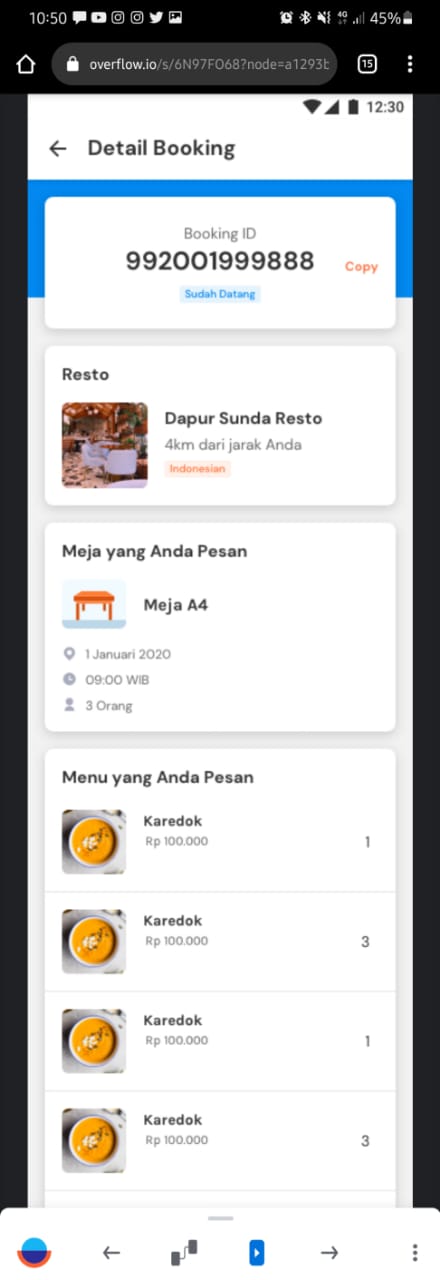 10:50
4G 45%
overflow.io/s/6N97FO68?node=a1293b
15
12:30
Detail Booking
Booking ID
992001999888
Copy
Sudah Datang
Resto
Dapur Sunda Resto
4km dari jarak Anda
Indonesian
Meja yang Anda Pesan
Meja A4
1 Januari 2020
09:00 WIB
3 Orang
Menu yang Anda Pesan
Karedok
Rp 100.000
1
Karedok
Rp 100.000
3
Karedok
Rp 100.000
1
Karedok
Rp 100.000
3